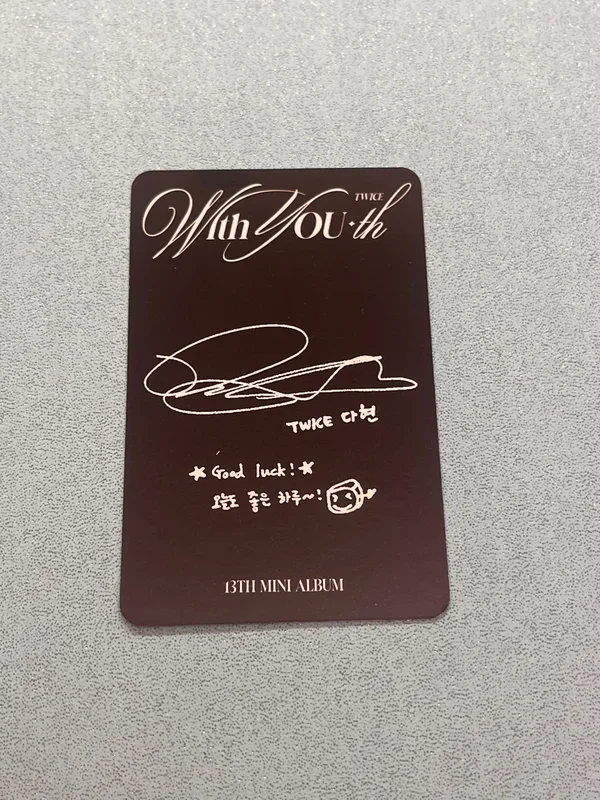 TWICE
With YOU-th
TWICE 다현
★ Good luck! ★
오늘도 좋은 하루~!
13TH MINI ALBUM